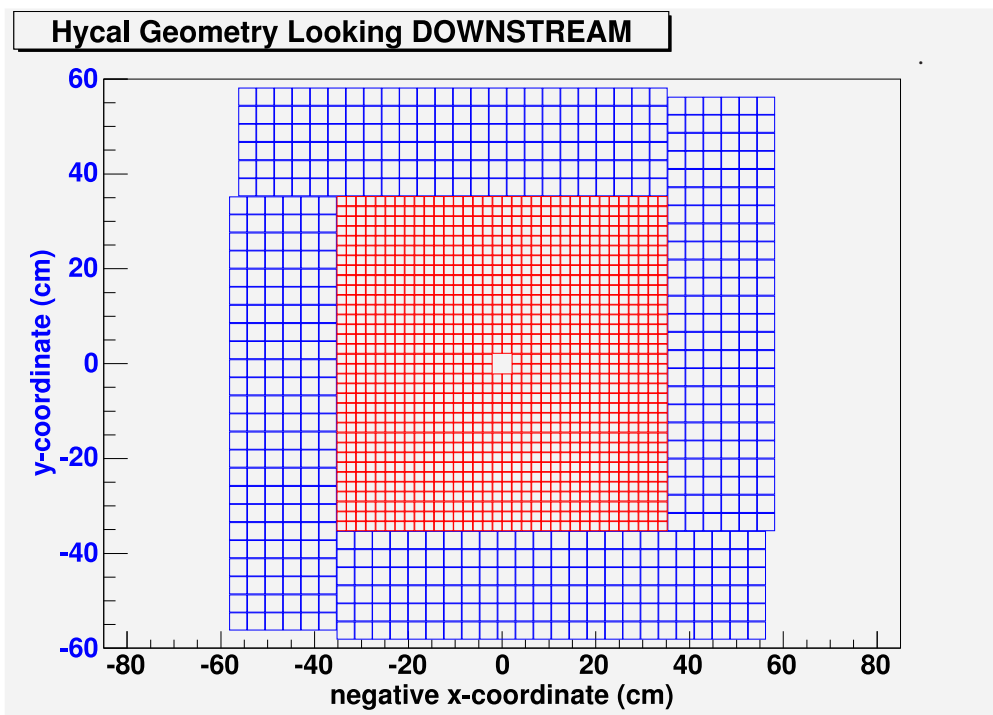 Hycal Geometry Looking DOWNSTREAM
60
40
20
0
-20
-40
-60
y-coordinate (cm)
-80 -60 -40 -20 0 20 40 60 80
negative x-coordinate (cm)